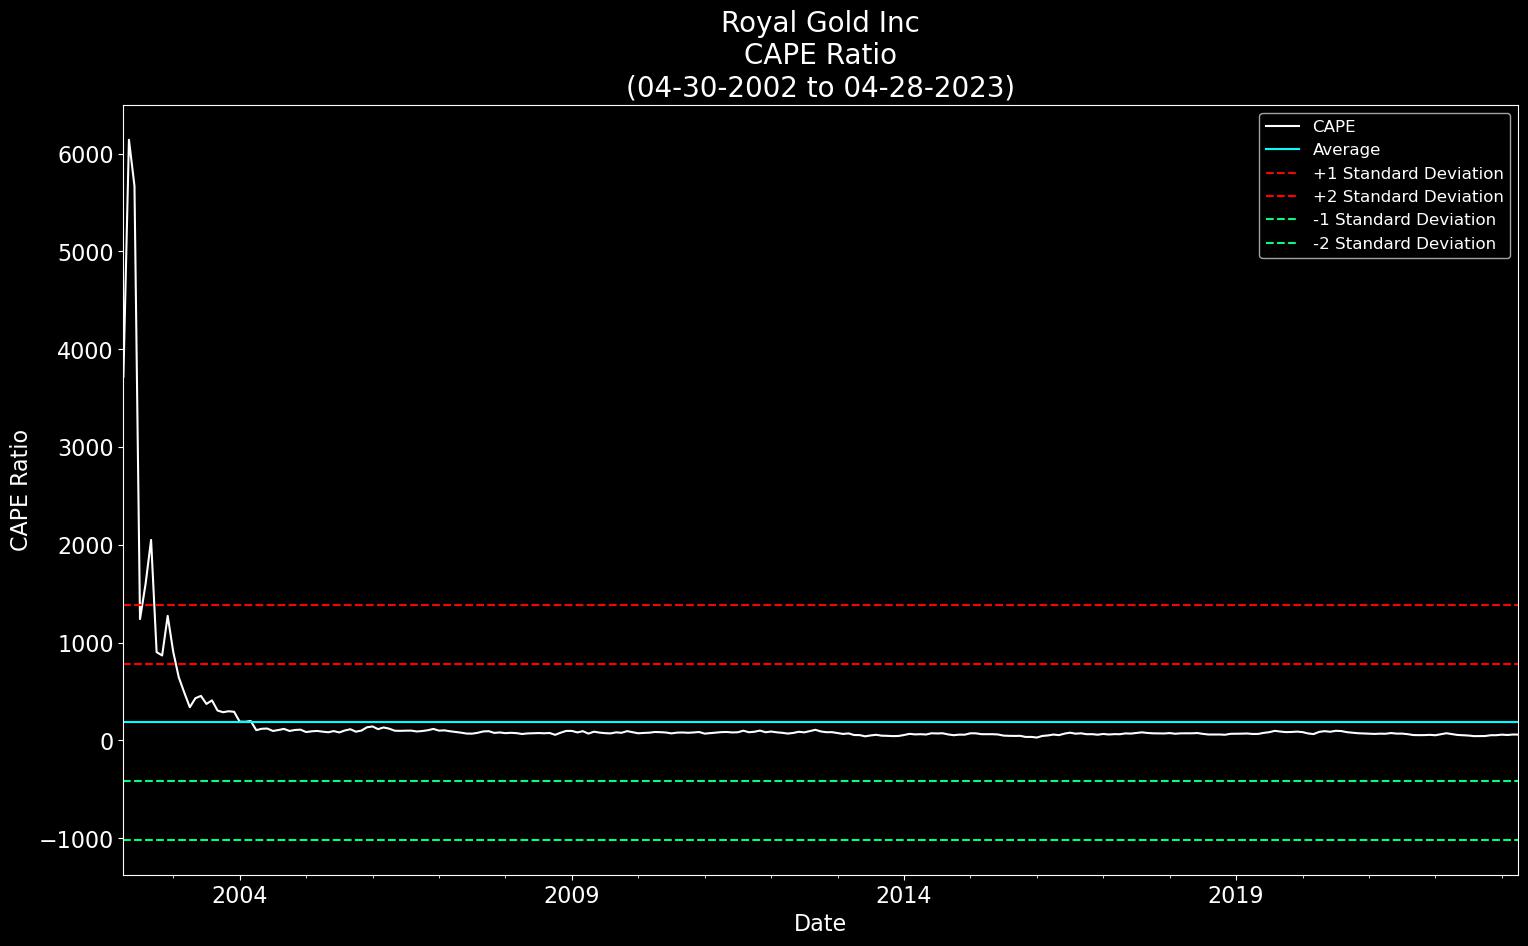 Royal Gold Inc
CAPE Ratio
(04-30-2002 to 04-28-2023)
CAPE
Average
+1 Standard Deviation
+2 Standard Deviation
-1 Standard Deviation
-2 Standard Deviation
CAPE Ratio
6000
5000
4000
3000
2000
1000
0
−1000
2004
2009
2014
2019
Date